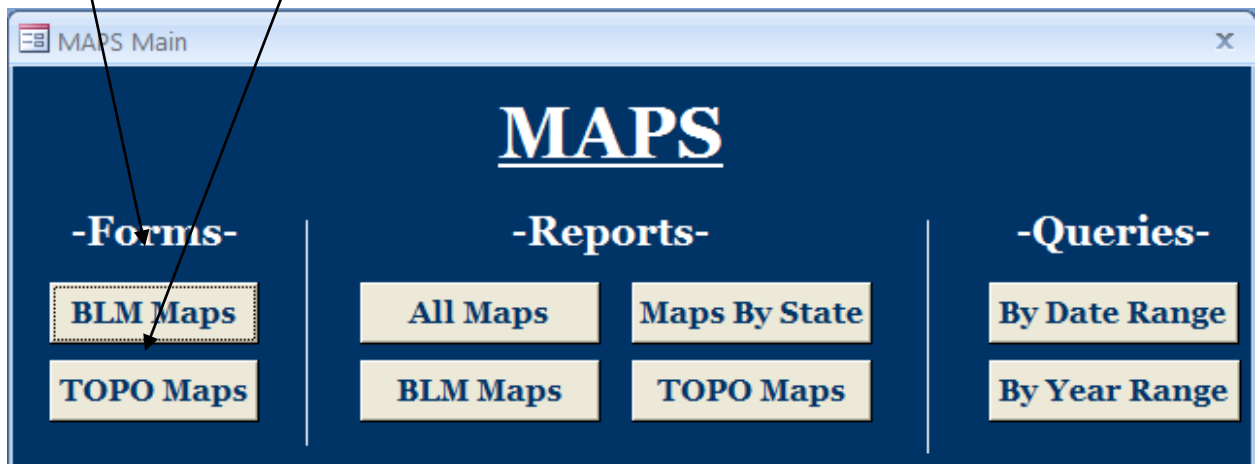 MAPS Main
MAPS
-Forms- -Reports- -Queries-
BLM Maps All Maps Maps By State By Date Range
TOPO Maps BLM Maps TOPO Maps By Year Range